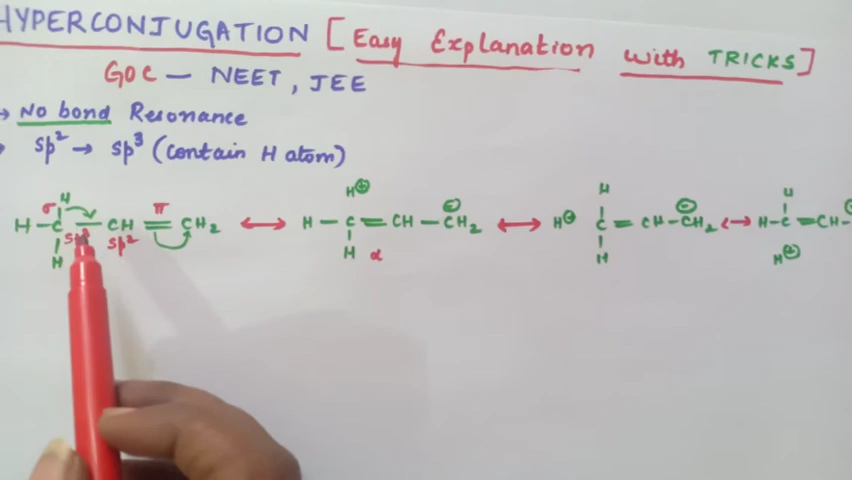 HYPERCONJUGATION [Easy Explanation with TRICKS]
GOC — NEET, JEE
→ No bond Resonance
sp² → sp³ (contain H atom)
H H ⊕ H H
σ π ⊖ ⊖
H — C = CH = CH₂ ↔ H — C = CH — CH₂ ↔ H⊖ C = CH — CH₂ ↔ H — C = CH
sp² H α
H H H⊕